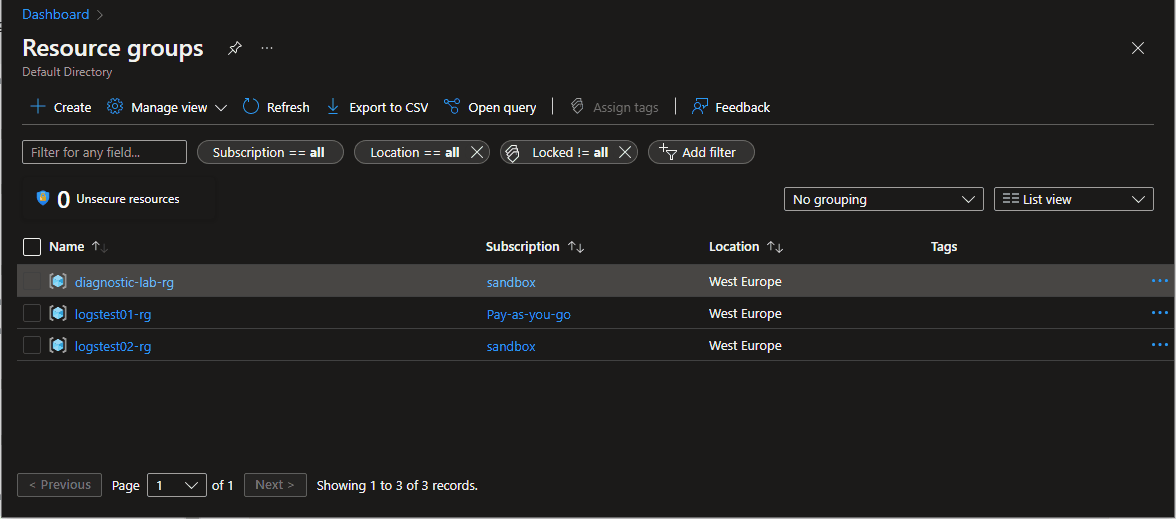 Dashboard >
Resource groups ...
Default Directory
Create Manage view Refresh Export to CSV Open query Assign tags Feedback
Filter for any field... Subscription == all Location == all Locked != all Add filter
0 Unsecure resources
No grouping List view
Name Subscription Location Tags
diagnostic-lab-rg sandbox West Europe ...
logstest01-rg Pay-as-you-go West Europe ...
logstest02-rg sandbox West Europe ...
< Previous Page 1 of 1 Next > Showing 1 to 3 of 3 records.